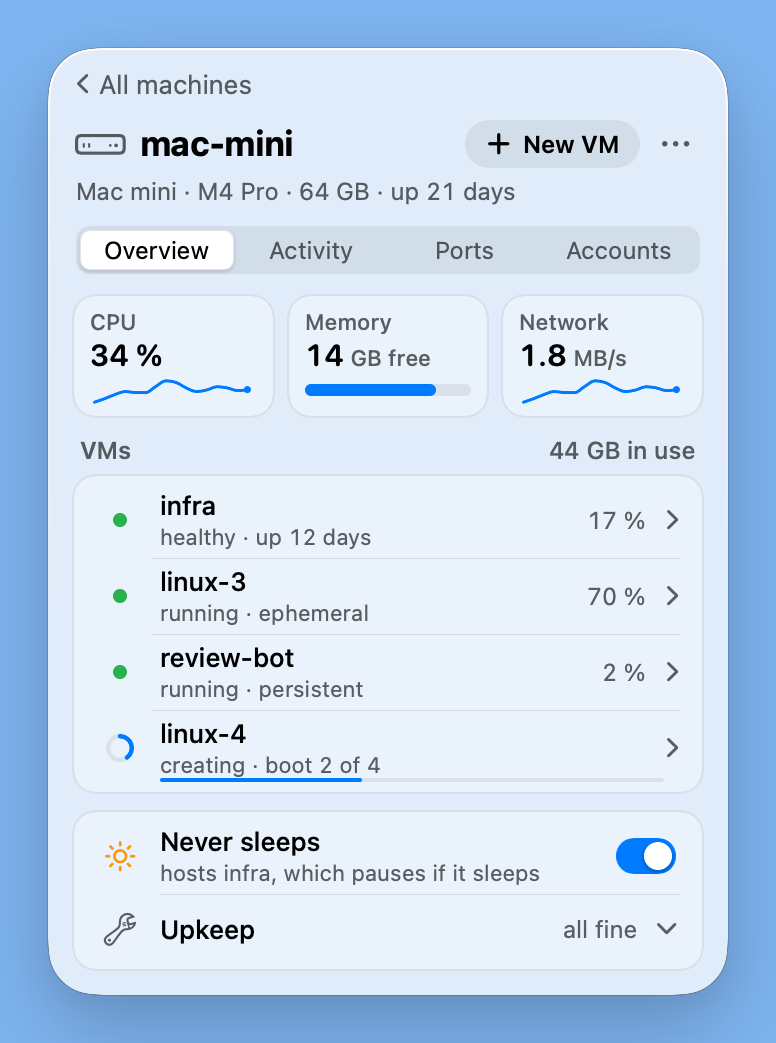 All machines
mac-mini
New VM
Mac mini · M4 Pro · 64 GB · up 21 days
Overview
Activity
Ports
Accounts
CPU
34 %
Memory
14 GB free
Network
1.8 MB/s
VMs
44 GB in use
infra
healthy · up 12 days
17 %
linux-3
running · ephemeral
70 %
review-bot
running · persistent
2 %
linux-4
creating · boot 2 of 4
Never sleeps
hosts infra, which pauses if it sleeps
Upkeep
all fine